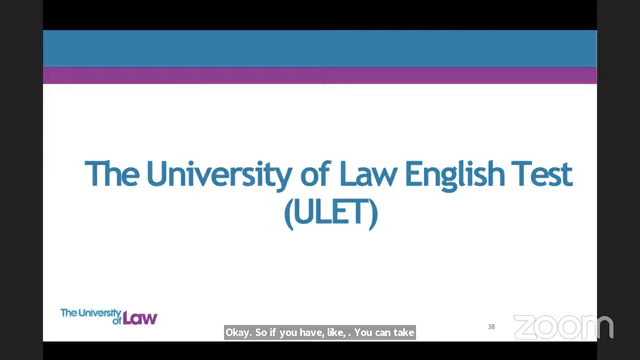 The University of Law English Test
(ULET)
The University
of Law
38
zoom
Okay. So if you have, like, . You can take